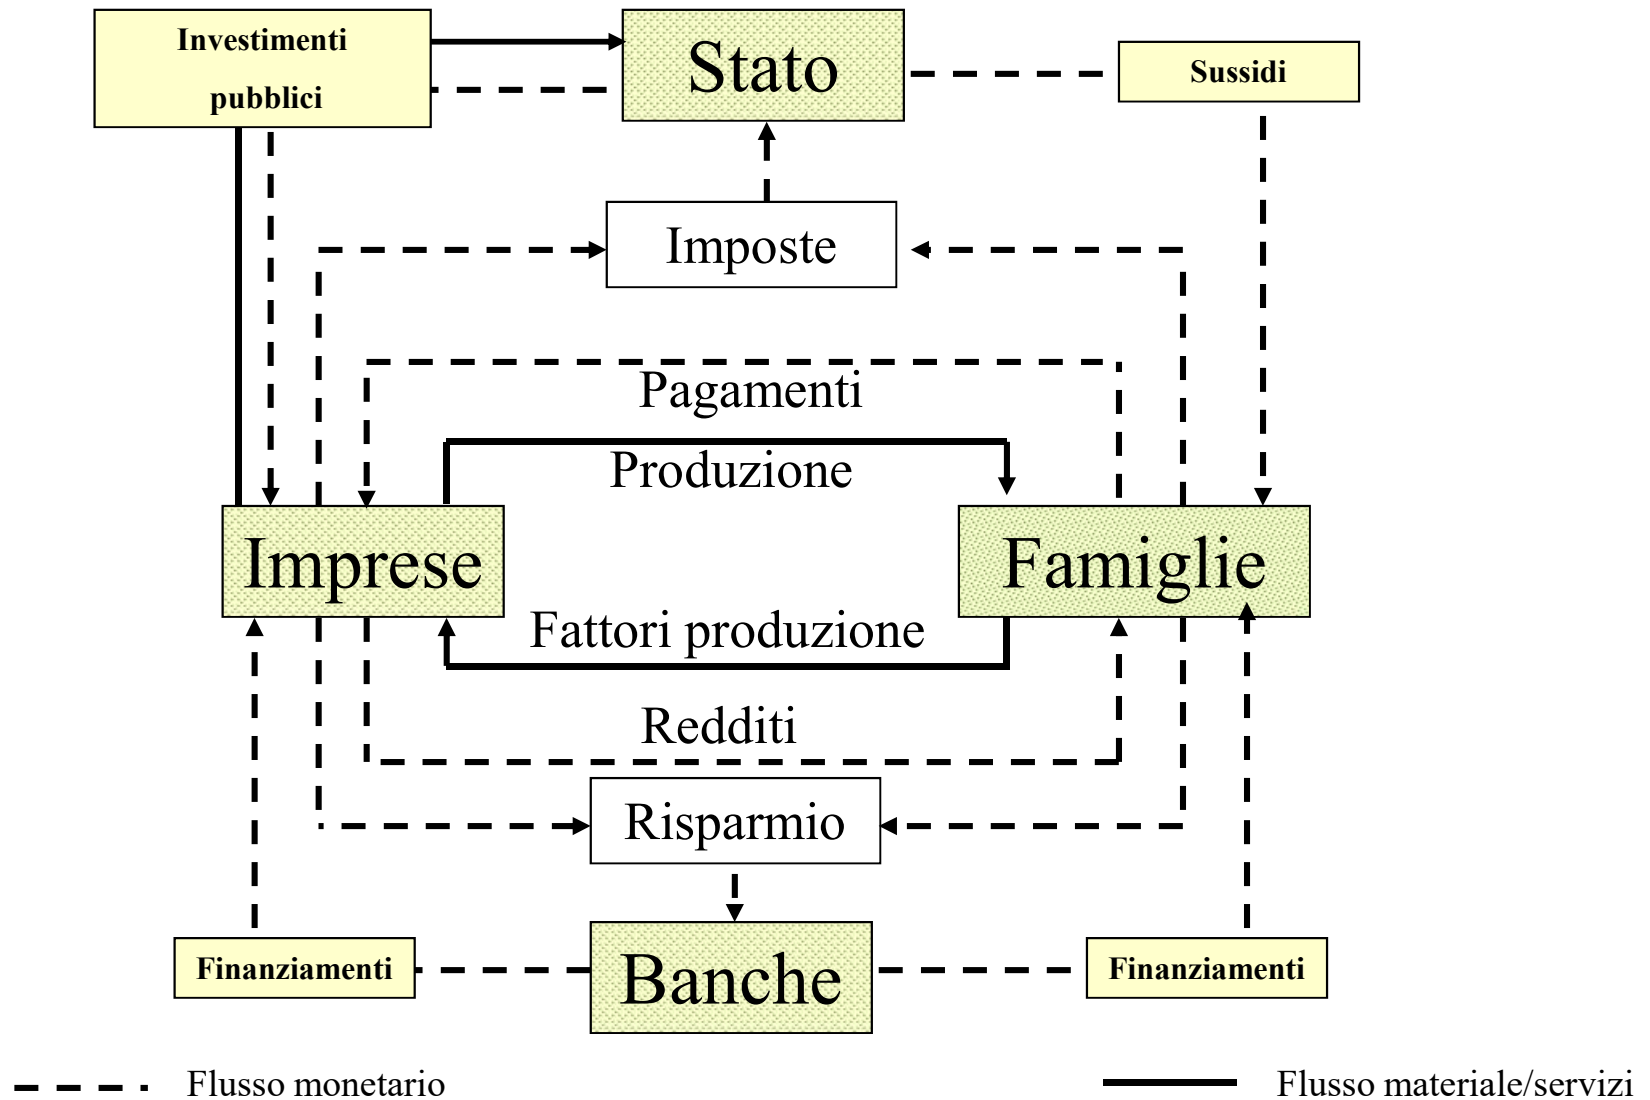 Investimenti
pubblici
Stato
Sussidi
Imposte
Pagamenti
Produzione
Imprese
Famiglie
Fattori produzione
Redditi
Risparmio
Finanziamenti
Banche
Finanziamenti
Flusso monetario
Flusso materiale/servizi